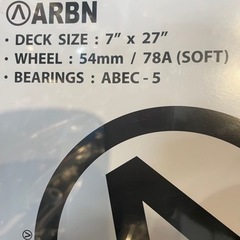 ARBN
• DECK SIZE : 7” x 27”
• WHEEL : 54mm / 78A (SOFT)
• BEARINGS : ABEC - 5